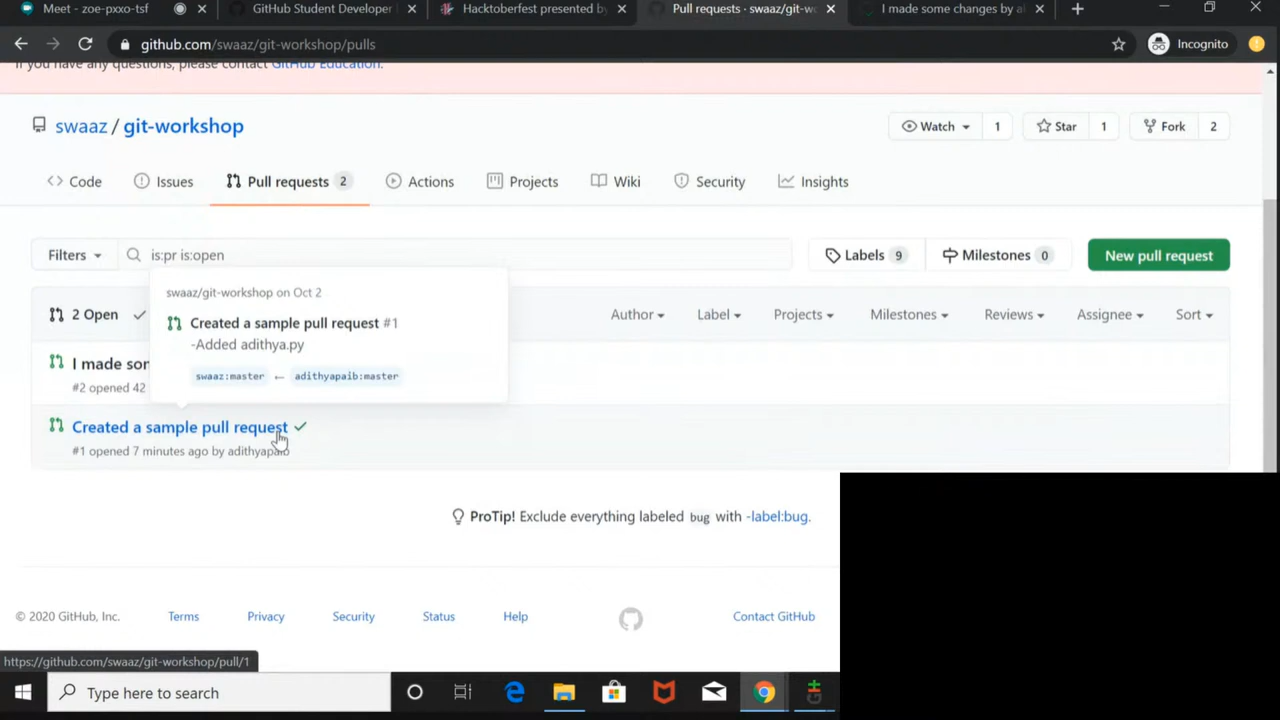 Meet - zoe-pxxo-tsf
GitHub Student Developer
Hacktoberfest presented by
Pull requests · swaaz/git-wo
I made some changes by a
github.com/swaaz/git-workshop/pulls
Incognito
If you have any questions, please contact GitHub Education.
swaaz / git-workshop
Watch 1
Star 1
Fork 2
Code
Issues
Pull requests 2
Actions
Projects
Wiki
Security
Insights
Filters
is:pr is:open
Labels 9
Milestones 0
New pull request
swaaz/git-workshop on Oct 2
Created a sample pull request #1
-Added adithya.py
swaaz:master ← adithyapaib:master
2 Open
Author
Label
Projects
Milestones
Reviews
Assignee
Sort
I made som
#2 opened 42
Created a sample pull request
#1 opened 7 minutes ago by adithyapaib
ProTip! Exclude everything labeled bug with -label:bug.
© 2020 GitHub, Inc.
Terms
Privacy
Security
Status
Help
Contact GitHub
https://github.com/swaaz/git-workshop/pull/1
Type here to search